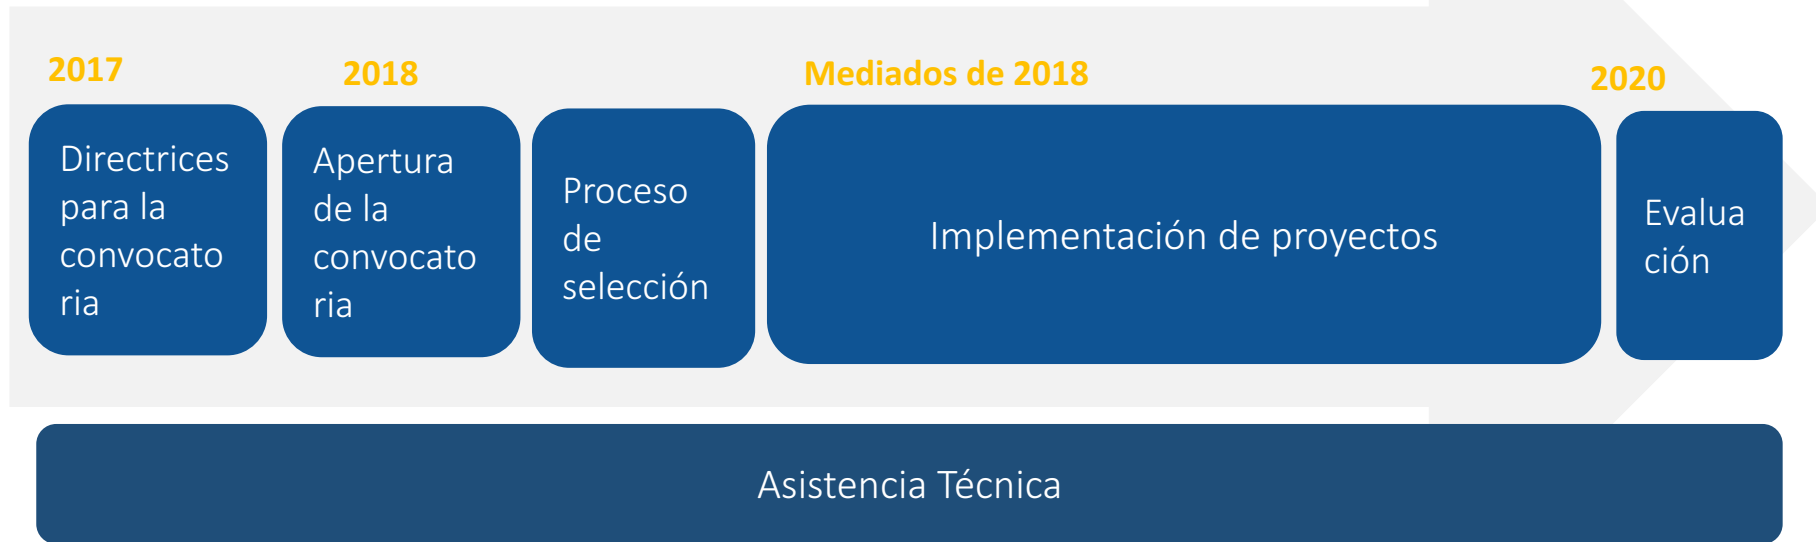 2017
Directrices
para la
convocato
ria
2018
Apertura
de la
convocato
ria
Proceso
de
selección
Mediados de 2018
Implementación de proyectos
2020
Evalua
ción
Asistencia Técnica